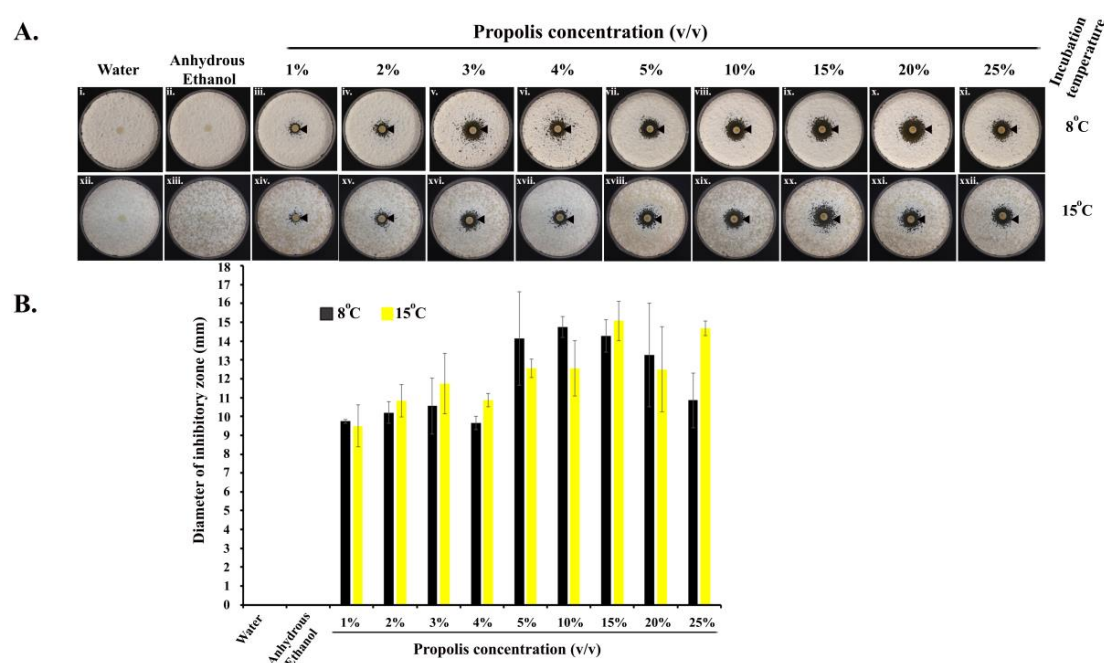 A.
Propolis concentration (v/v)
Incubation temperature
Water
Anhydrous Ethanol
1%
2%
3%
4%
5%
10%
15%
20%
25%
i.
ii.
iii.
iv.
v.
vi.
vii.
viii.
ix.
x.
xi.
8°C
xii.
xiii.
xiv.
xv.
xvi.
xvii.
xviii.
xix.
xx.
xxi.
xxii.
15°C
B.
Diameter of inhibitory zone (mm)
18
17
16
15
14
13
12
11
10
9
8
7
6
5
4
3
2
1
0
8°C
15°C
Water
Anhydrous Ethanol
1%
2%
3%
4%
5%
10%
15%
20%
25%
Propolis concentration (v/v)